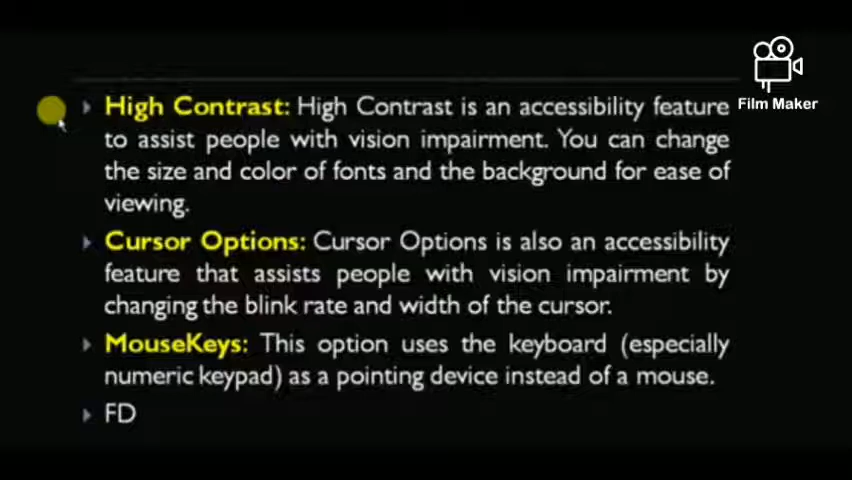 Film Maker
High Contrast: High Contrast is an accessibility feature
to assist people with vision impairment. You can change
the size and color of fonts and the background for ease of
viewing.
Cursor Options: Cursor Options is also an accessibility
feature that assists people with vision impairment by
changing the blink rate and width of the cursor.
MouseKeys: This option uses the keyboard (especially
numeric keypad) as a pointing device instead of a mouse.
FD